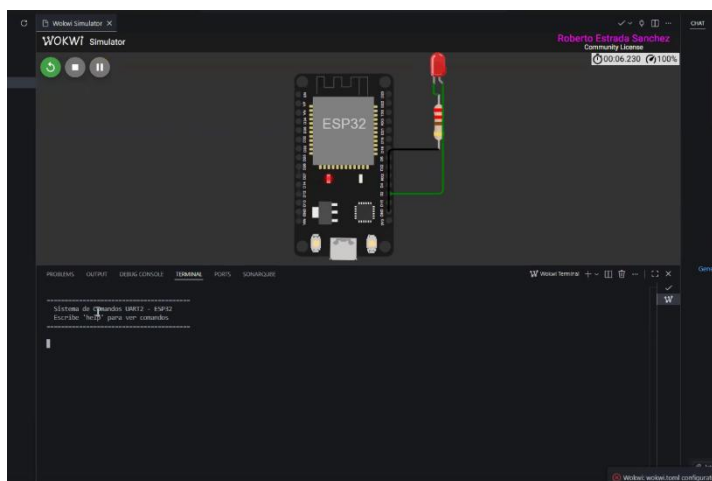 Wokwi Simulator
CHAT
WOKWI Simulator
Roberto Estrada Sanchez
Community License
00:06.230 100%
ESP32
PROBLEMS OUTPUT DEBUG CONSOLE TERMINAL PORTS SONARQUBE
Wokwi Terminal
Sistema de Comandos UART2 - ESP32
Escribe 'help' para ver comandos
Wokwi: wokwi.toml configurat